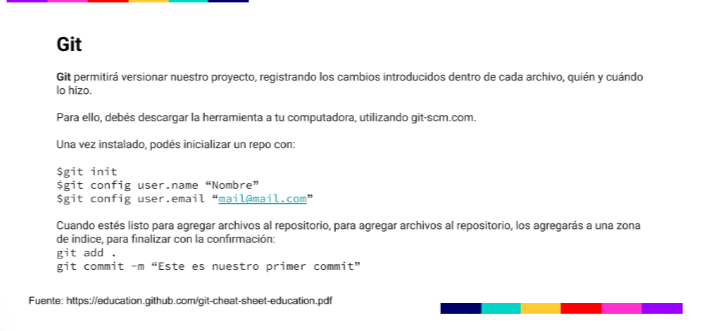 Git
Git permitirá versionar nuestro proyecto, registrando los cambios introducidos dentro de cada archivo, quién y cuándo
lo hizo.
Para ello, debés descargar la herramienta a tu computadora, utilizando git-scm.com.
Una vez instalado, podés inicializar un repo con:
$git init
$git config user.name “Nombre”
$git config user.email “mail@mail.com”
Cuando estés listo para agregar archivos al repositorio, para agregar archivos al repositorio, los agregarás a una zona
de índice, para finalizar con la confirmación:
git add .
git commit -m “Este es nuestro primer commit”
Fuente: https://education.github.com/git-cheat-sheet-education.pdf